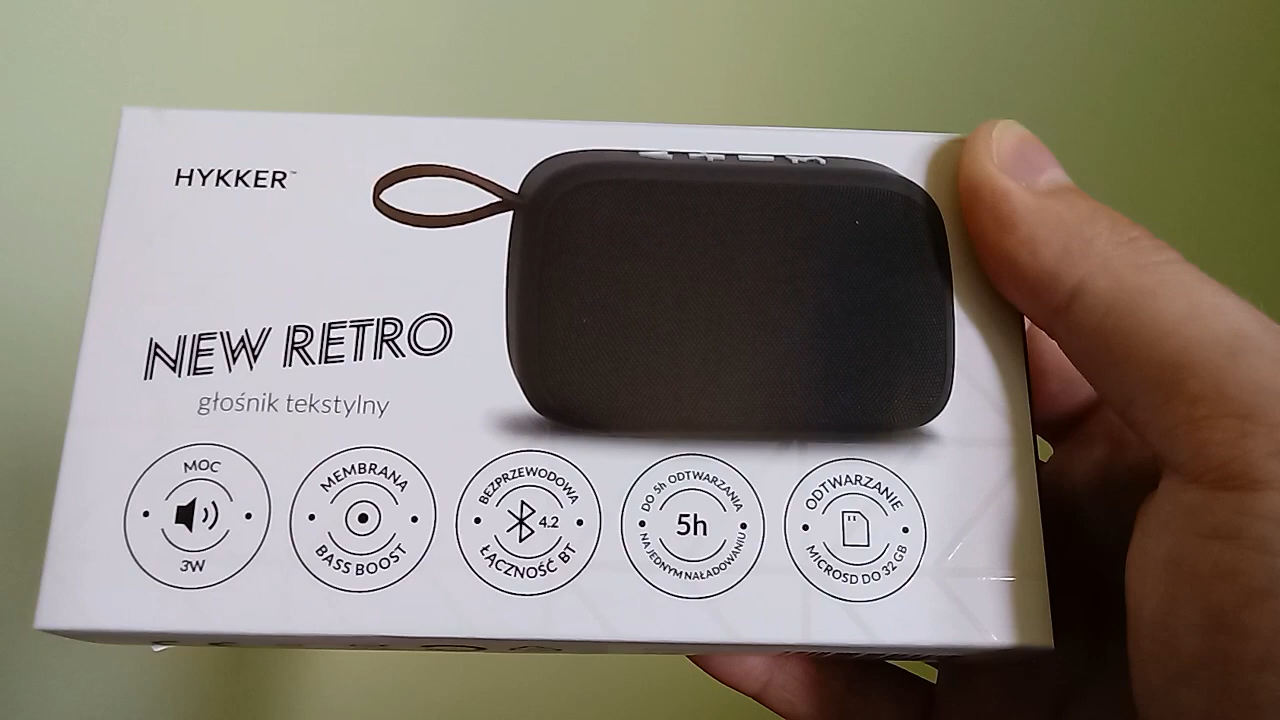 HYKKER™
NEW RETRO
głośnik tekstylny
MOC
3W
MEMBRANA
BASS BOOST
BEZPRZEWODOWA
4.2
ŁĄCZNOŚĆ BT
DO 5h ODTWARZANIA
5h
NA JEDNYM NAŁADOWANIU
ODTWARZANIE
MICROSD DO 32 GB